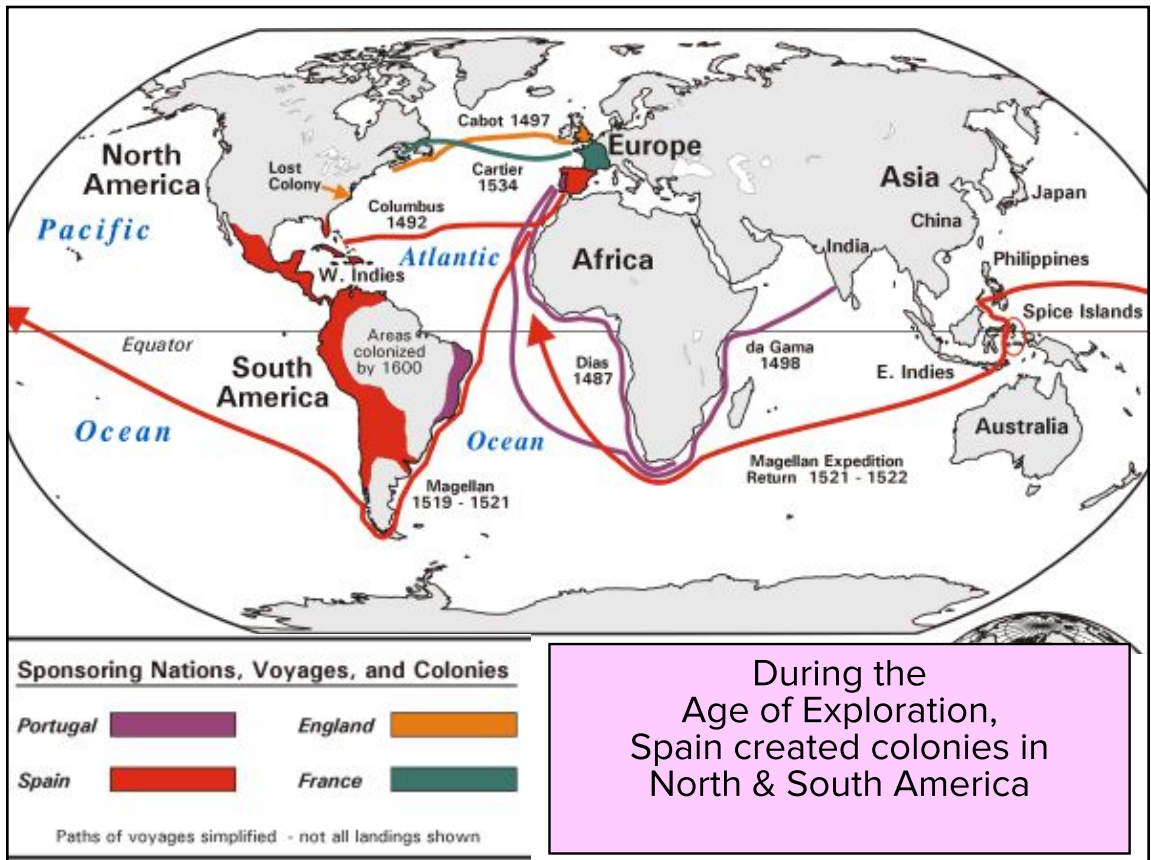 Cabot 1497
Europe
North
America
Lost
Colony
Cartier
1534
Asia
Japan
Columbus
1492
China
Pacific
Atlantic
Africa
India
W. Indies
Philippines
Spice Islands
Equator
Areas
colonized
by 1600
South
America
Dias
1487
da Gama
1498
E. Indies
Ocean
Ocean
Australia
Magellan
1519 - 1521
Magellan Expedition
Return 1521 - 1522
Sponsoring Nations, Voyages, and Colonies
Portugal
England
Spain
France
Paths of voyages simplified - not all landings shown
During the
Age of Exploration,
Spain created colonies in
North & South America